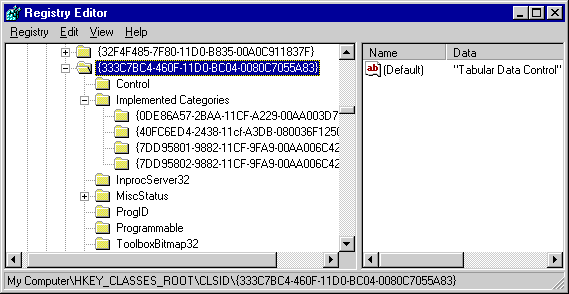 Registry Editor
Registry Edit View Help
{32F4F485-7F80-11D0-B835-00A0C911837F}
{333C7BC4-460F-11D0-BC04-0080C7055A83}
Control
Implemented Categories
{0DE86A57-2BAA-11CF-A229-00AA003D7
{40FC6ED4-2438-11cf-A3DB-080036F1250
{7DD95801-9882-11CF-9FA9-00AA006C42
{7DD95802-9882-11CF-9FA9-00AA006C42
InprocServer32
MiscStatus
ProgID
Programmable
ToolboxBitmap32
Name Data
ab (Default) "Tabular Data Control"
My Computer\HKEY_CLASSES_ROOT\CLSID\{333C7BC4-460F-11D0-BC04-0080C7055A83}